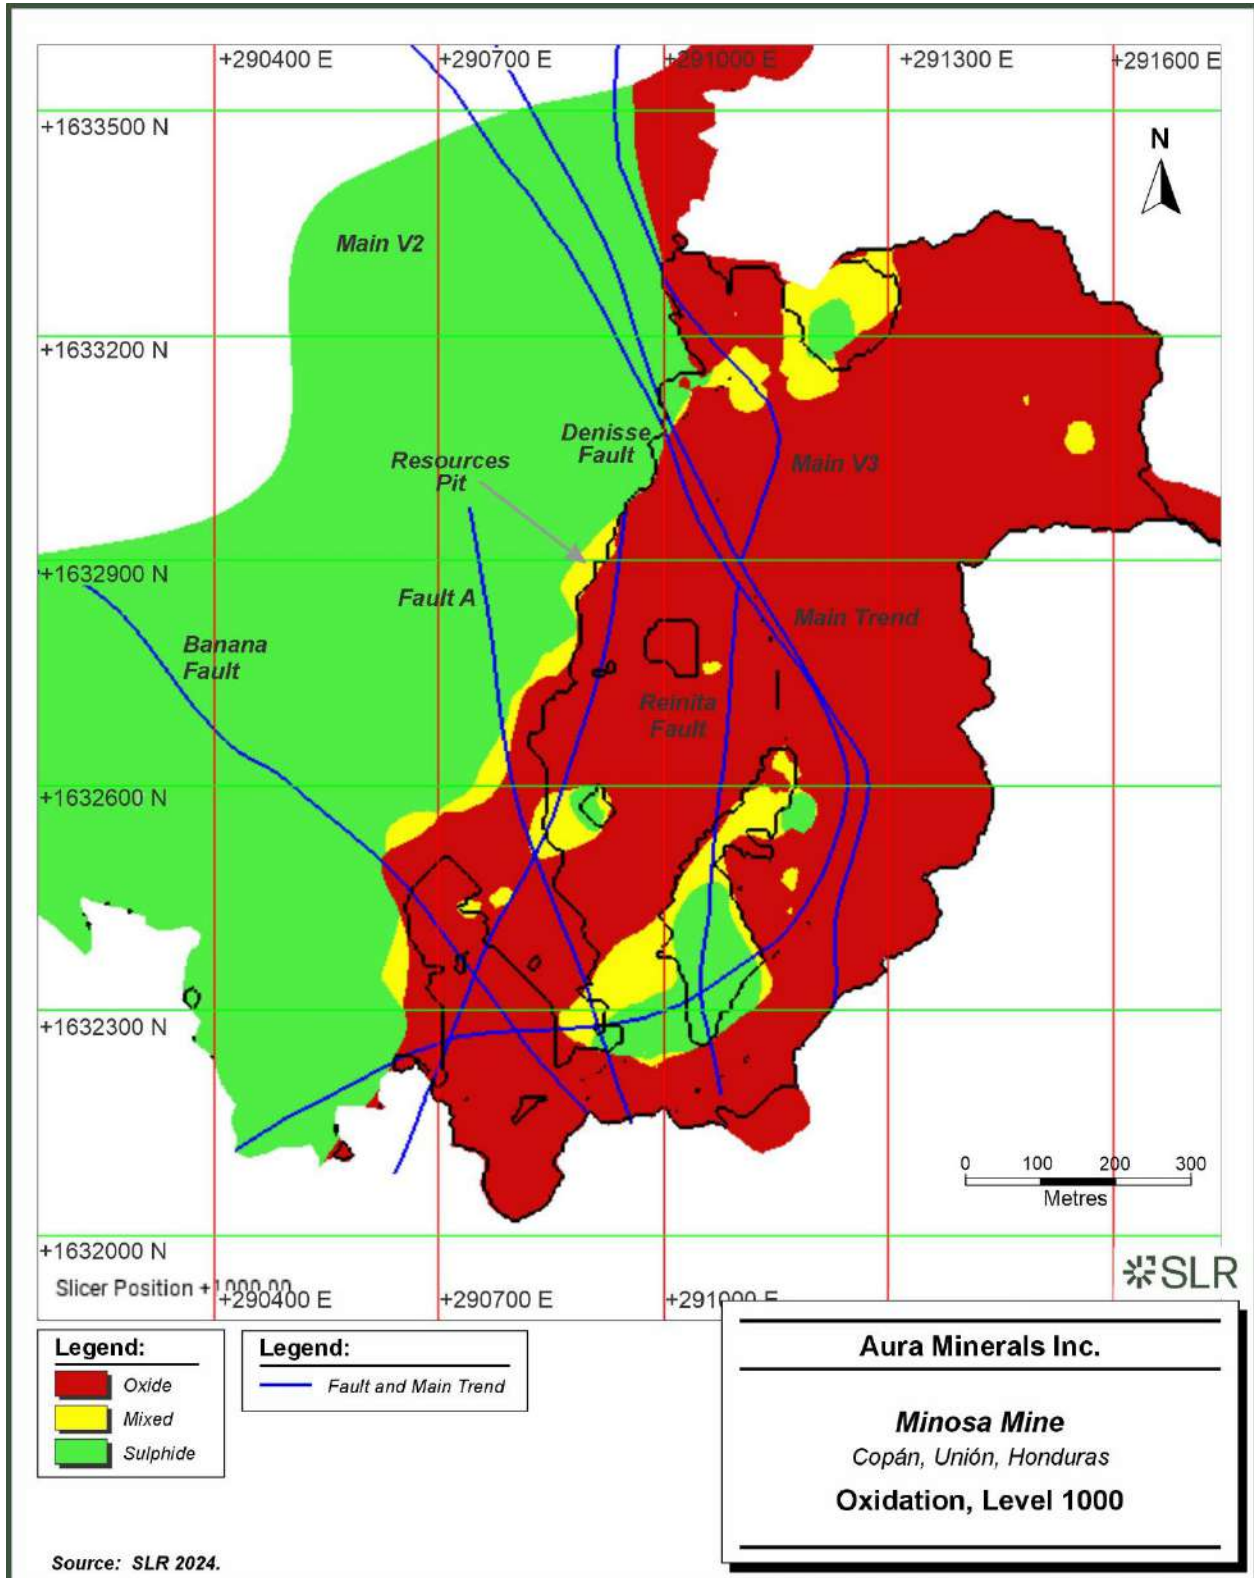 +290400 E
+290700 E
+291000 E
+291300 E
+291600 E
+1633500 N
N
Main V2
+1633200 N
Denisse
Fault
Resources
Pit
Main V3
+1632900 N
Fault A
Main Trend
Banana
Fault
Reinita
Fault
+1632600 N
+1632300 N
0 100 200 300
Metres
+1632000 N
SLR
Slicer Position +1000.00
+290400 E
+290700 E
+291000 E
Legend:
Oxide
Mixed
Sulphide
Legend:
Fault and Main Trend
Aura Minerals Inc.
Minosa Mine
Copán, Unión, Honduras
Oxidation, Level 1000
Source: SLR 2024.